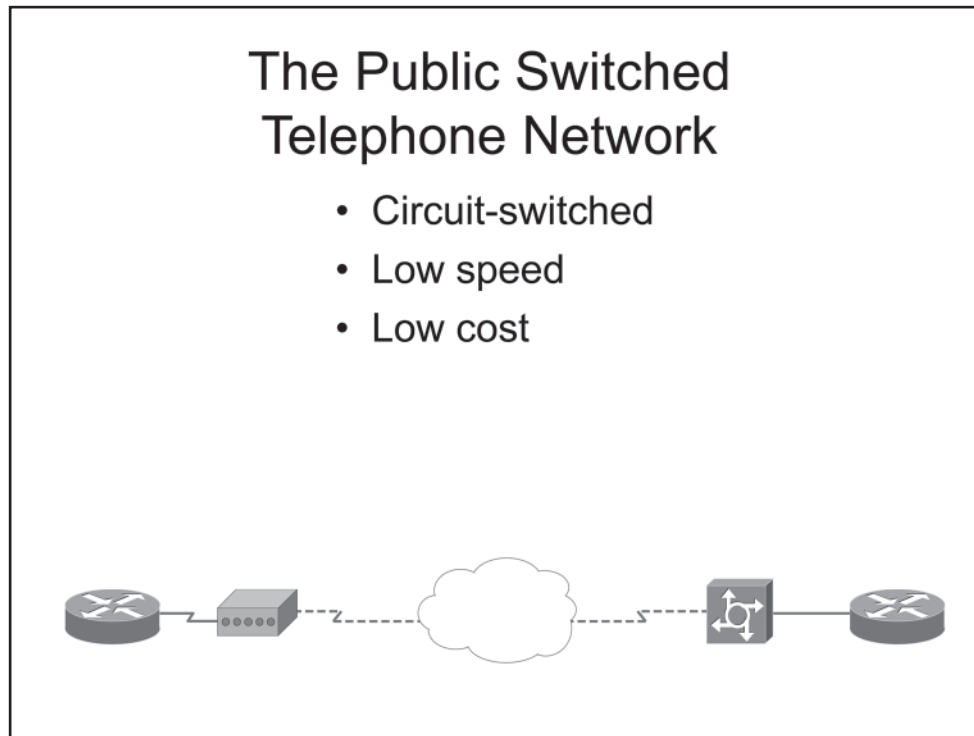 The Public Switched
Telephone Network
• Circuit-switched
• Low speed
• Low cost